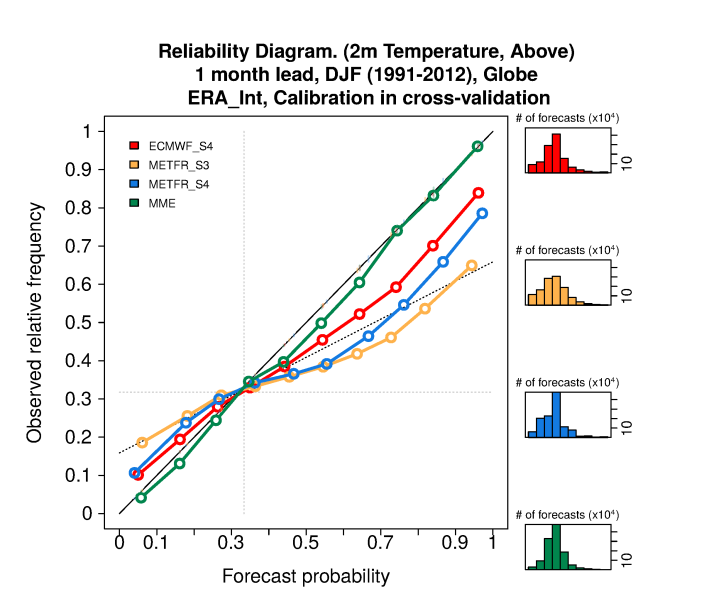 Reliability Diagram. (2m Temperature, Above)
1 month lead, DJF (1991-2012), Globe
ERA_Int, Calibration in cross-validation
ECMWF_S4
METFR_S3
METFR_S4
MME
Observed relative frequency
1
0.9
0.8
0.7
0.6
0.5
0.4
0.3
0.2
0.1
0
0 0.1 0.3 0.5 0.7 0.9 1
Forecast probability
# of forecasts (x10⁴)
10
# of forecasts (x10⁴)
10
# of forecasts (x10⁴)
10
# of forecasts (x10⁴)
10